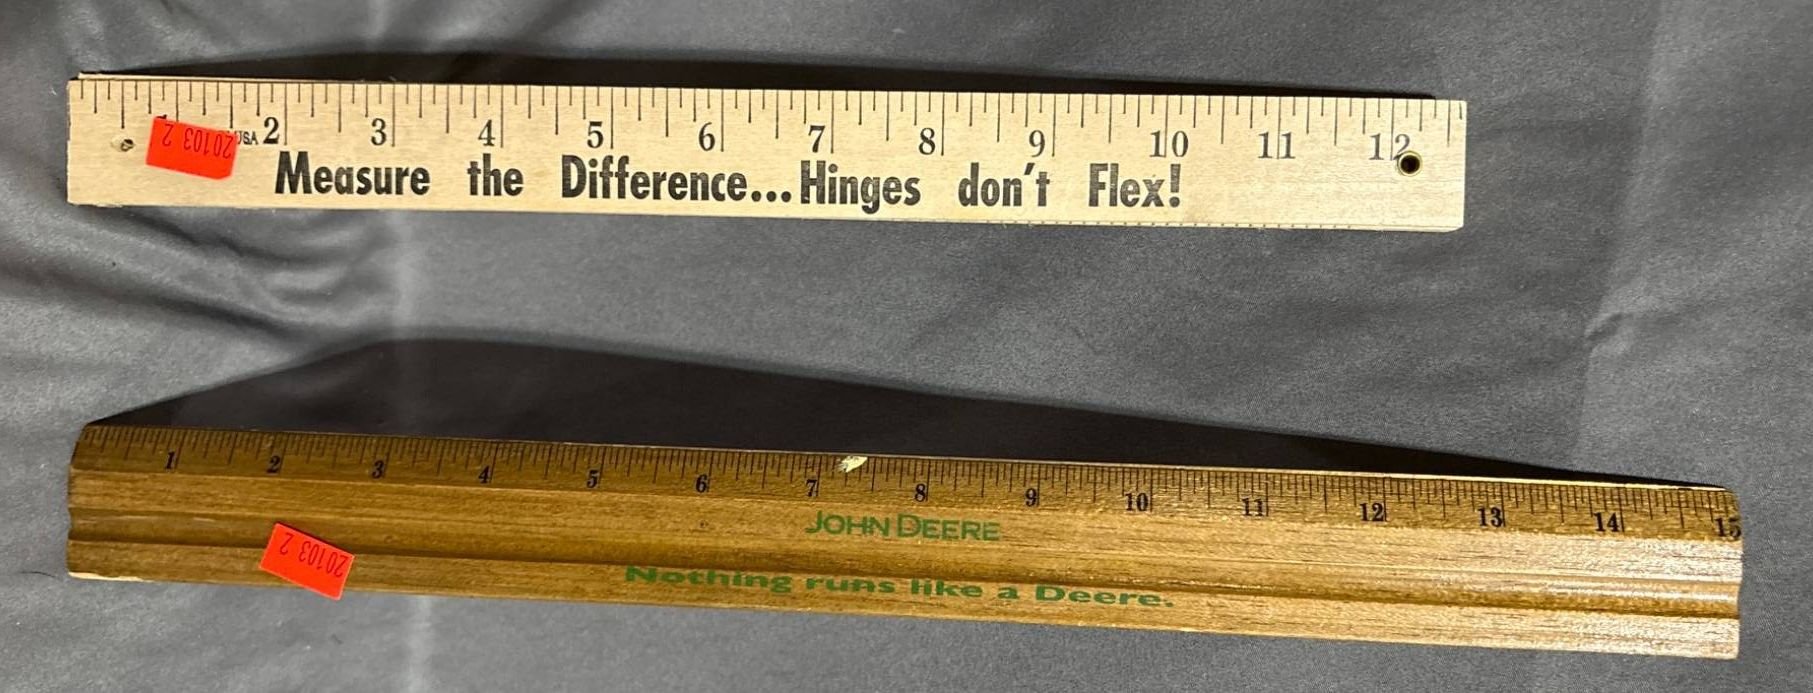 USA 2 3 4 5 6 7 8 9 10 11 12
20103 2
Measure the Difference... Hinges don't Flex!
1 2 3 4 5 6 7 8 9 10 11 12 13 14 15
JOHN DEERE
20103 2
Nothing runs like a Deere.